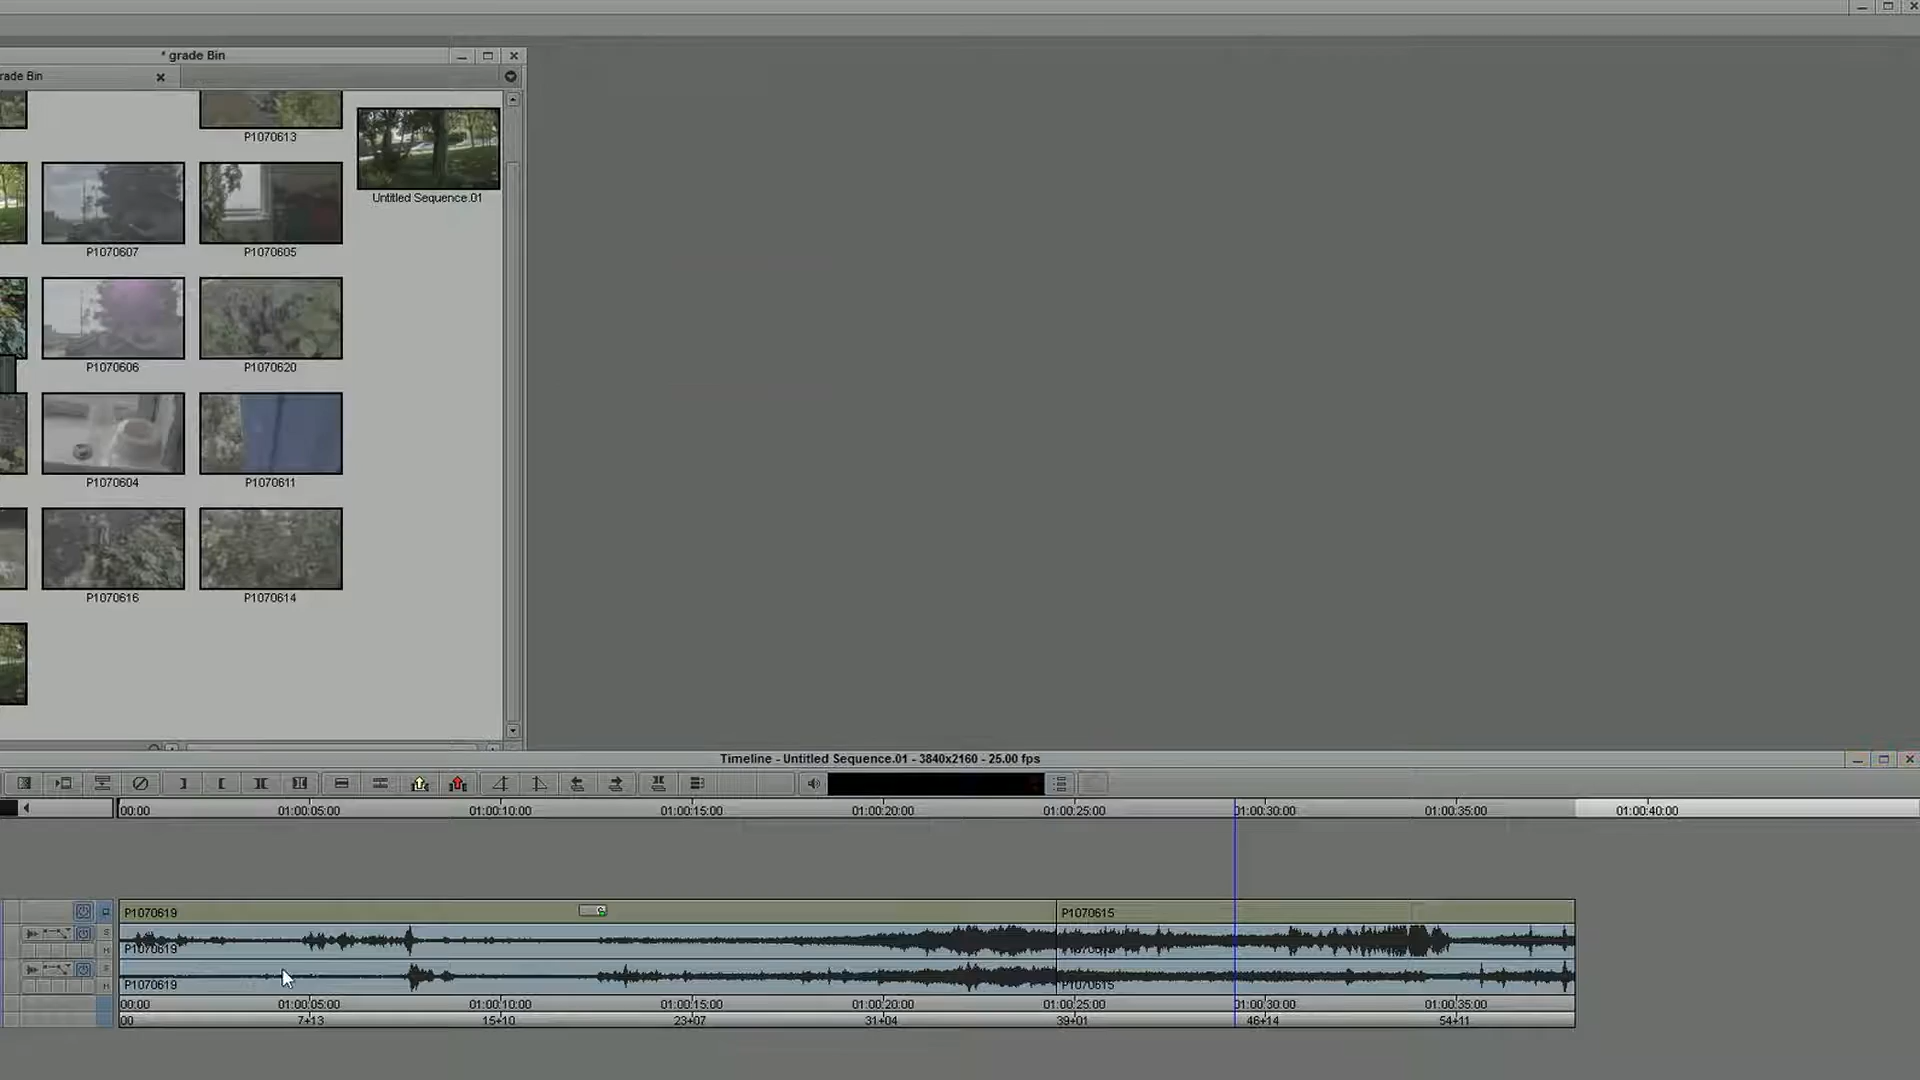 * grade Bin
rade Bin
P1070613
Untitled Sequence.01
P1070607
P1070605
P1070606
P1070620
P1070604
P1070611
P1070616
P1070614
Timeline - Untitled Sequence.01 - 3840x2160 - 25.00 fps
00:00 01:00:05:00 01:00:10:00 01:00:15:00 01:00:20:00 01:00:25:00 01:00:30:00 01:00:35:00 01:00:40:00
P1070619 P1070615
S
P1070619
H
S
P1070619 P1070615
H
00:00 01:00:05:00 01:00:10:00 01:00:15:00 01:00:20:00 01:00:25:00 01:00:30:00 01:00:35:00
00 7+13 15+10 23+07 31+04 39+01 46+14 54+11